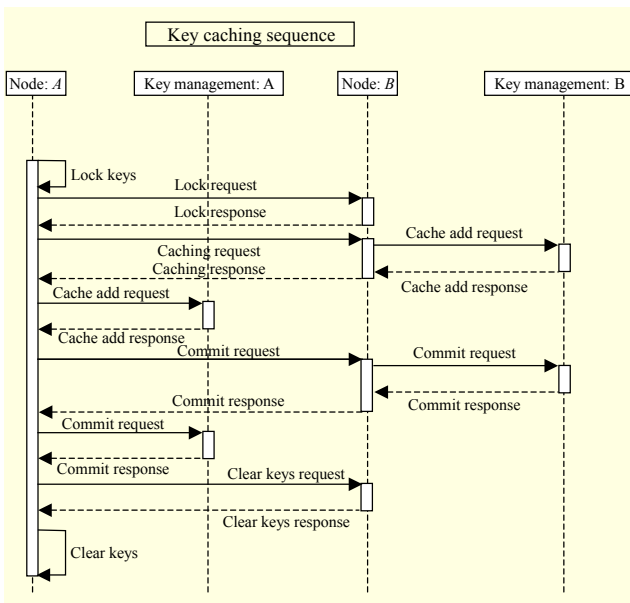 Key caching sequence
Node: A
Key management: A
Node: B
Key management: B
Lock keys
Lock request
Lock response
Cache add request
Caching request
Caching response
Cache add response
Cache add request
Cache add response
Commit request
Commit request
Commit response
Commit response
Commit request
Commit response
Clear keys request
Clear keys response
Clear keys